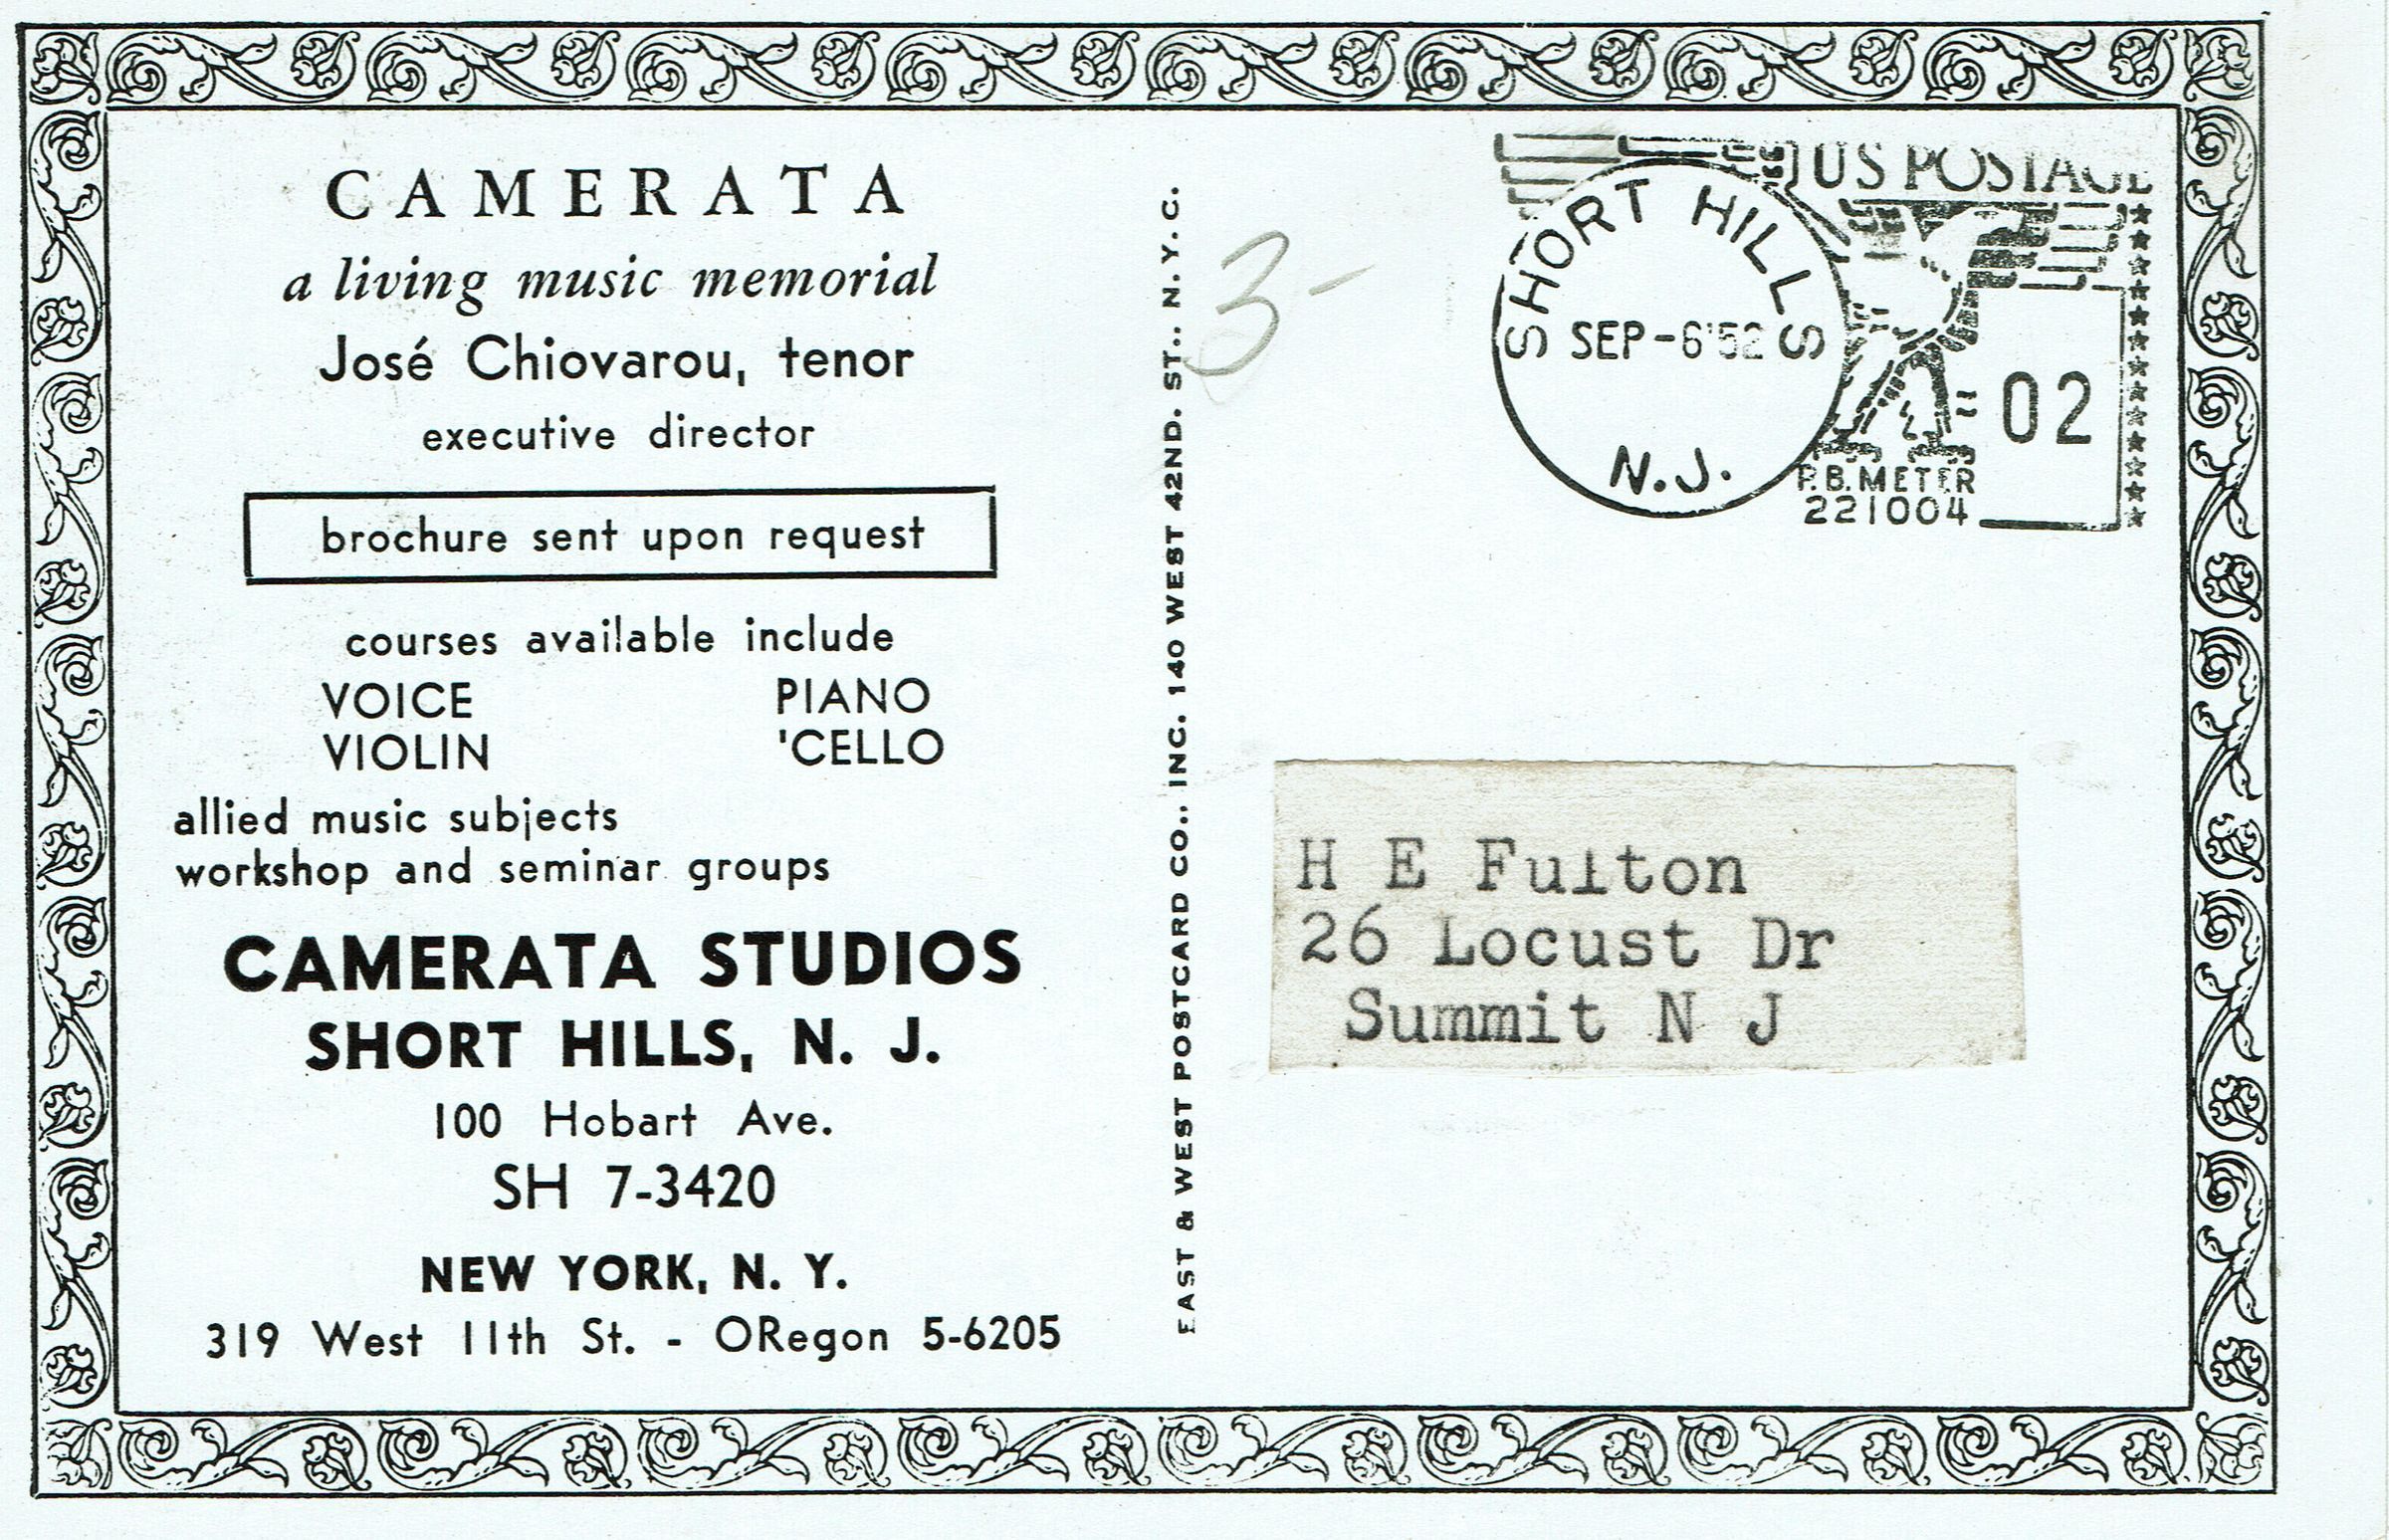 CAMERATA
a living music memorial
José Chiovarou, tenor
executive director
brochure sent upon request
courses available include
VOICE PIANO
VIOLIN 'CELLO
allied music subjects
workshop and seminar groups
CAMERATA STUDIOS
SHORT HILLS, N. J.
100 Hobart Ave.
SH 7-3420
NEW YORK, N. Y.
319 West 11th St. - ORegon 5-6205
EAST & WEST POSTCARD CO., INC. 140 WEST 42ND. ST., N.Y.C.
3-
US POSTAGE
SHORT HILLS
SEP-6'52
N.J.
02
P.B. METER
221004
H E Fulton
26 Locust Dr
Summit N J